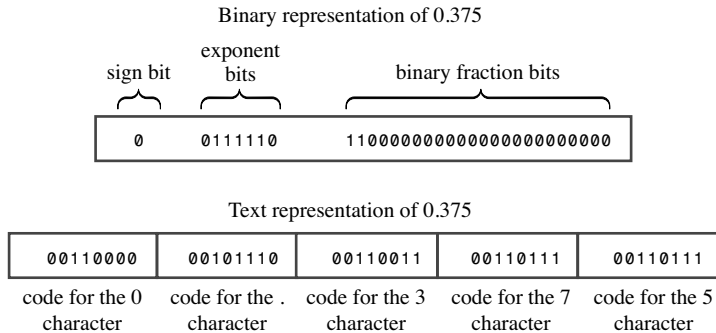 Binary representation of 0.375
sign bit
exponent
bits
binary fraction bits
0 0111110 110000000000000000000000
Text representation of 0.375
00110000 00101110 00110011 00110111 00110111
code for the 0 code for the . code for the 3 code for the 7 code for the 5
character character character character character